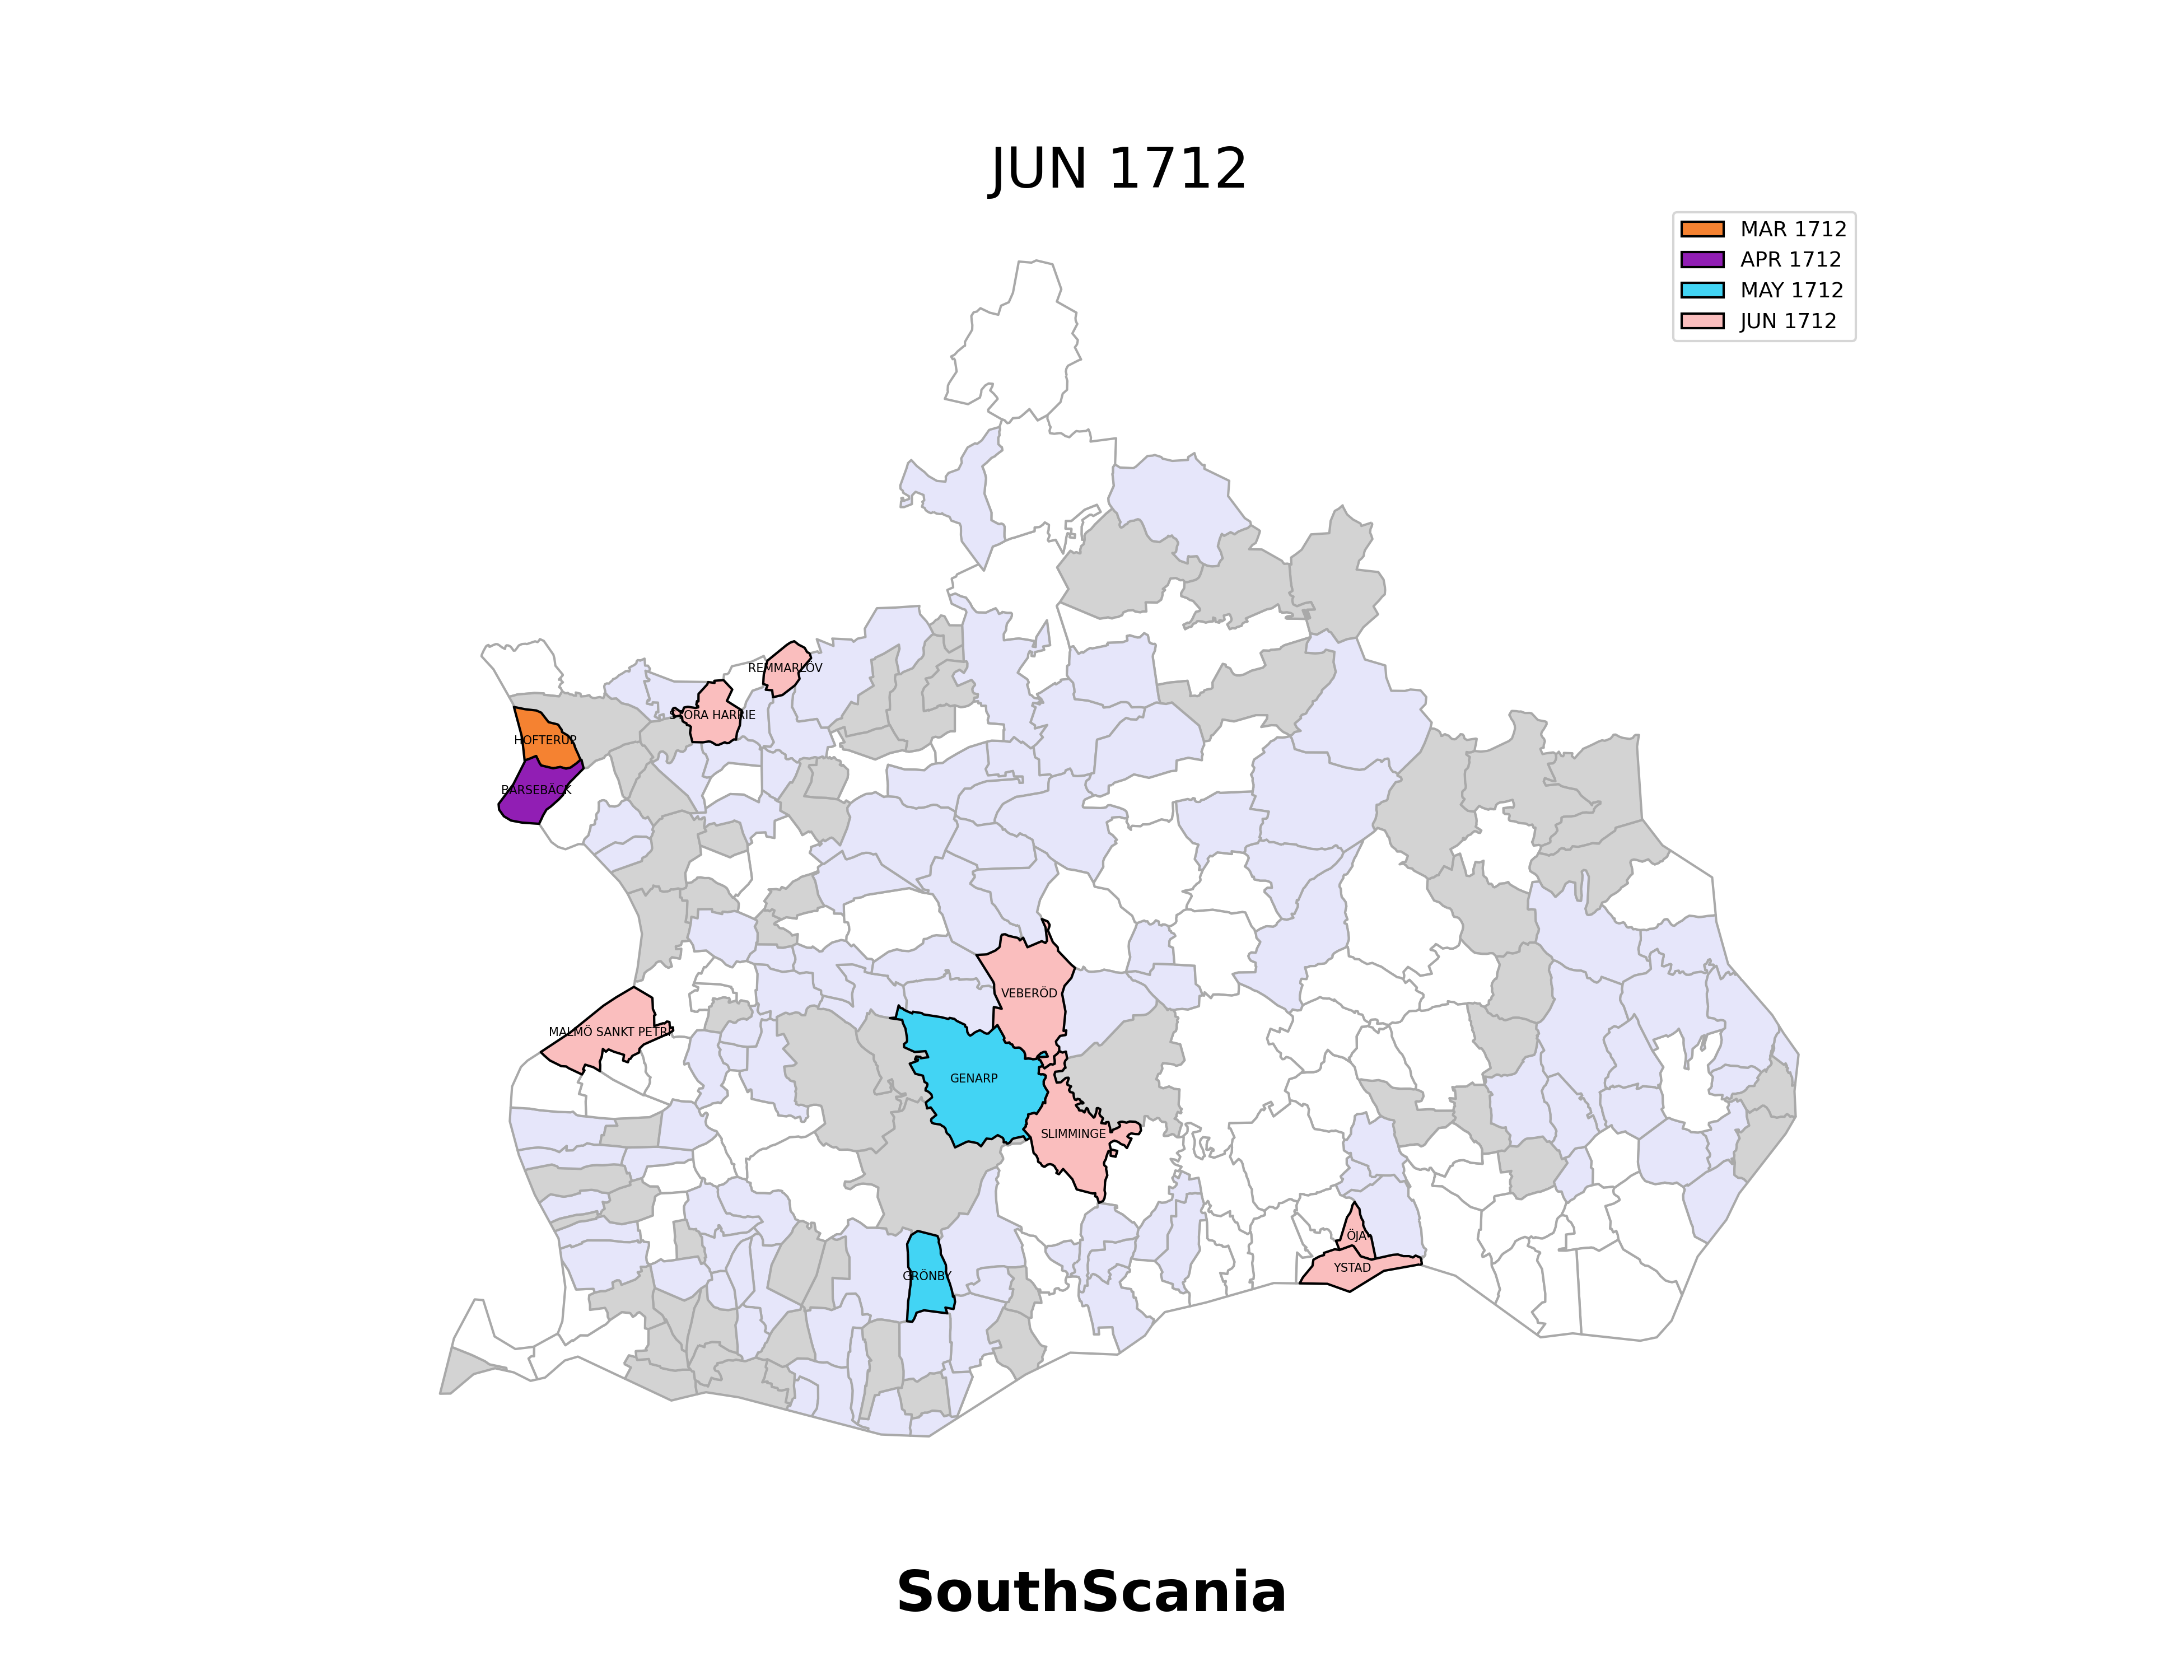 JUN 1712
MAR 1712
APR 1712
MAY 1712
JUN 1712
REMMARLÖV
STORA HARRIE
HOFTERUP
BARSEBÄCK
VEBERÖD
MALMÖ SANKT PETRI
GENARP
SLIMMINGE
ÖJA
YSTAD
GRÖNBY
SouthScania